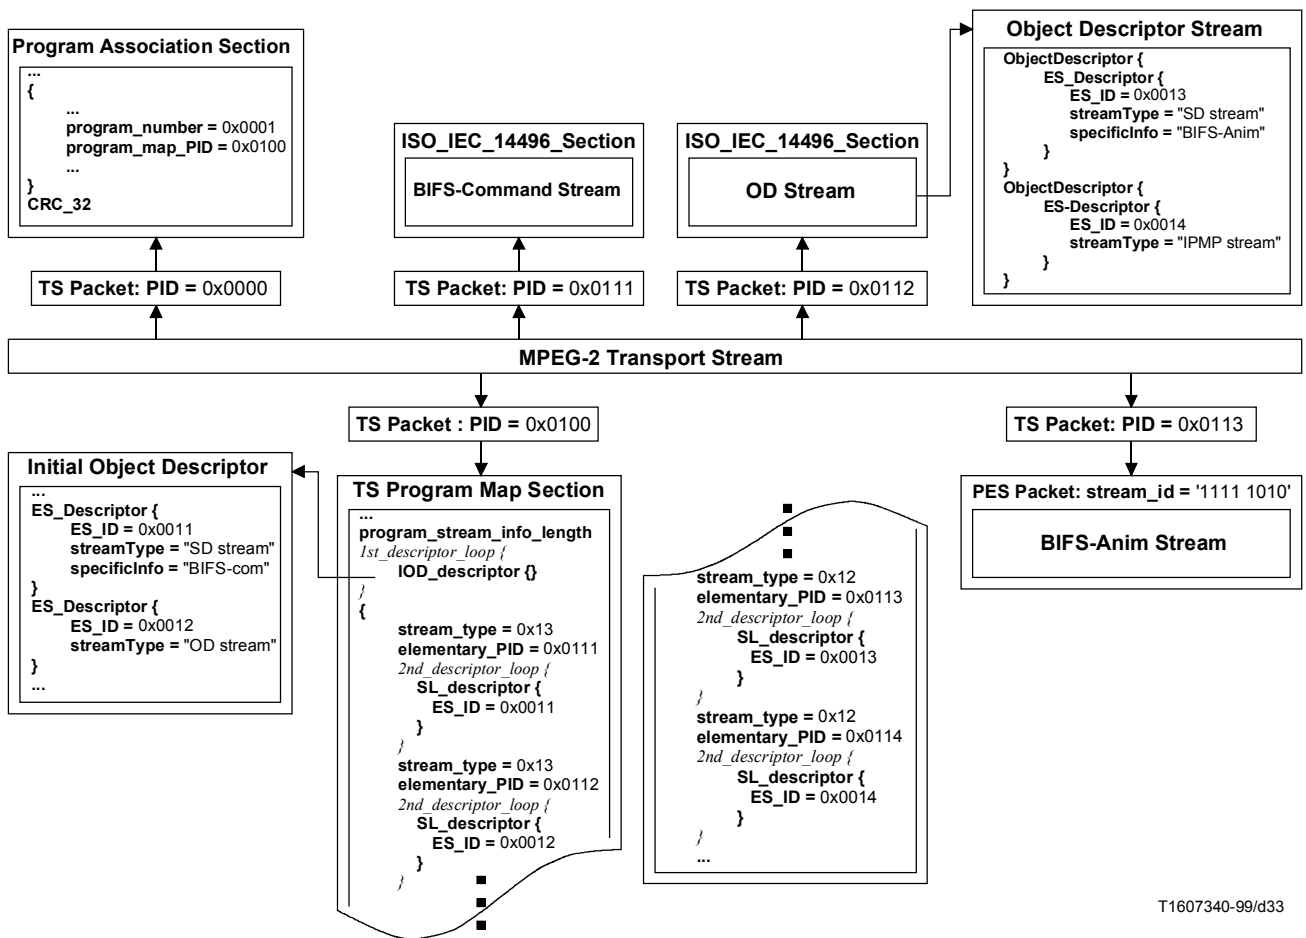 Program Association Section
...
{
...
program_number = 0x0001
program_map_PID = 0x0100
...
}
CRC_32
TS Packet: PID = 0x0000
ISO_IEC_14496_Section
BIFS-Command Stream
TS Packet: PID = 0x0111
ISO_IEC_14496_Section
OD Stream
TS Packet: PID = 0x0112
Object Descriptor Stream
ObjectDescriptor {
ES_Descriptor {
ES_ID = 0x0013
streamType = "SD stream"
specificInfo = "BIFS-Anim"
}
}
ObjectDescriptor {
ES-Descriptor {
ES_ID = 0x0014
streamType = "IPMP stream"
}
}
MPEG-2 Transport Stream
TS Packet : PID = 0x0100
TS Packet: PID = 0x0113
Initial Object Descriptor
...
ES_Descriptor {
ES_ID = 0x0011
streamType = "SD stream"
specificInfo = "BIFS-com"
}
ES_Descriptor {
ES_ID = 0x0012
streamType = "OD stream"
}
...
TS Program Map Section
...
program_stream_info_length
1st_descriptor_loop {
IOD_descriptor {}
}
{
stream_type = 0x13
elementary_PID = 0x0111
2nd_descriptor_loop {
SL_descriptor {
ES_ID = 0x0011
}
}
stream_type = 0x13
elementary_PID = 0x0112
2nd_descriptor_loop {
SL_descriptor {
ES_ID = 0x0012
}
}
stream_type = 0x12
elementary_PID = 0x0113
2nd_descriptor_loop {
SL_descriptor {
ES_ID = 0x0013
}
}
stream_type = 0x12
elementary_PID = 0x0114
2nd_descriptor_loop {
SL_descriptor {
ES_ID = 0x0014
}
}
...
PES Packet: stream_id = '1111 1010'
BIFS-Anim Stream
T1607340-99/d33